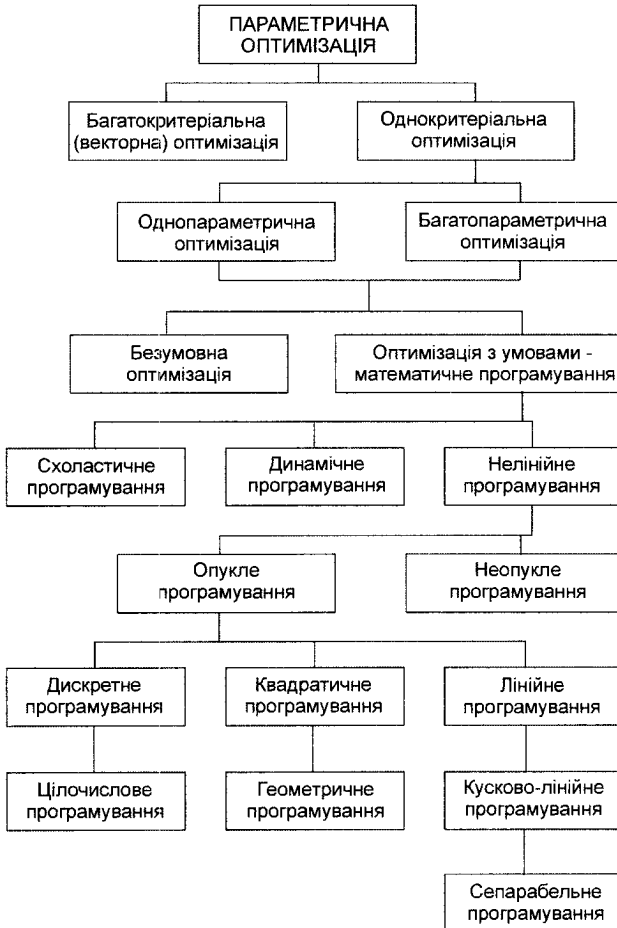 ПАРАМЕТРИЧНА
ОПТИМІЗАЦІЯ
Багатокритеріальна
(векторна) оптимізація
Однокритеріальна
оптимізація
Однопараметрична
оптимізація
Багатопараметрична
оптимізація
Безумовна
оптимізація
Оптимізація з умовами -
математичне програмування
Схоластичне
програмування
Динамічне
програмування
Нелінійне
програмування
Опукле
програмування
Неопукле
програмування
Дискретне
програмування
Квадратичне
програмування
Лінійне
програмування
Цілочислове
програмування
Геометричне
програмування
Кусково-лінійне
програмування
Сепарабельне
програмування